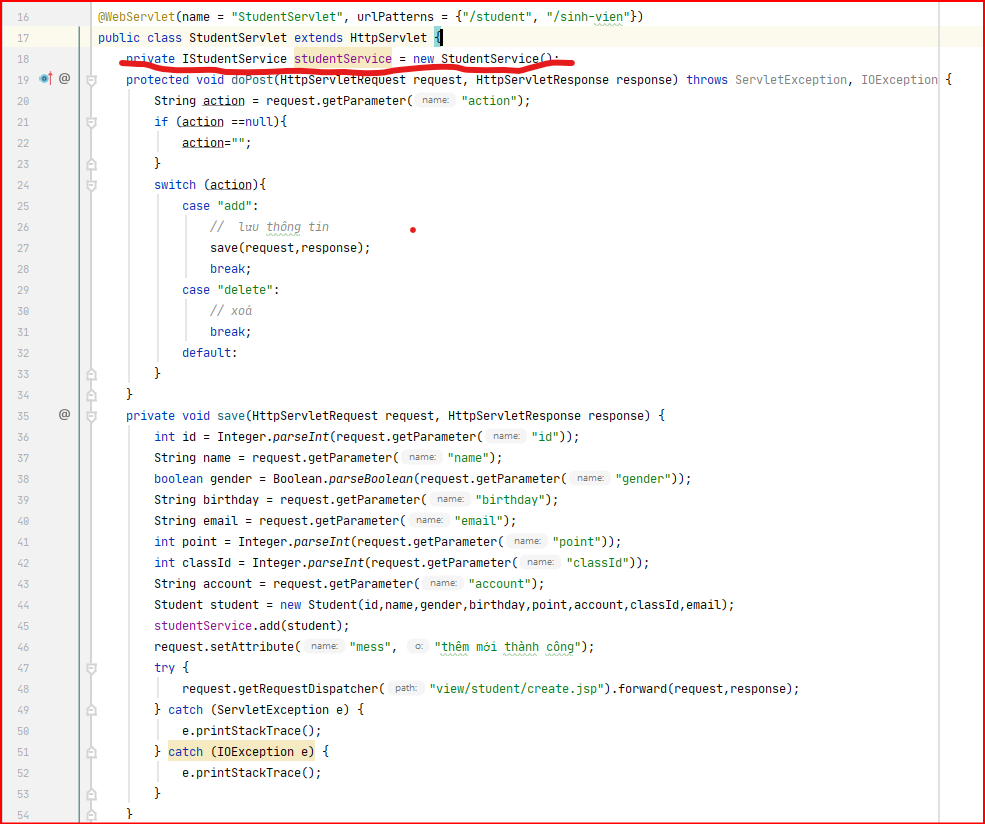 16 @WebServlet(name = "StudentServlet", urlPatterns = {"/student", "/sinh-vien"})
17 public class StudentServlet extends HttpServlet {
18 private IStudentService studentService = new StudentService();
19 @ protected void doPost(HttpServletRequest request, HttpServletResponse response) throws ServletException, IOException {
20 String action = request.getParameter( name: "action");
21 if (action ==null){
22 action="";
23 }
24 switch (action){
25 case "add":
26 // lưu thông tin
27 save(request,response);
28 break;
29 case "delete":
30 // xoá
31 break;
32 default:
33 }
34 }
35 @ private void save(HttpServletRequest request, HttpServletResponse response) {
36 int id = Integer.parseInt(request.getParameter( name: "id"));
37 String name = request.getParameter( name: "name");
38 boolean gender = Boolean.parseBoolean(request.getParameter( name: "gender"));
39 String birthday = request.getParameter( name: "birthday");
40 String email = request.getParameter( name: "email");
41 int point = Integer.parseInt(request.getParameter( name: "point"));
42 int classId = Integer.parseInt(request.getParameter( name: "classId"));
43 String account = request.getParameter( name: "account");
44 Student student = new Student(id,name,gender,birthday,point,account,classId,email);
45 studentService.add(student);
46 request.setAttribute( name: "mess", o: "thêm mới thành công");
47 try {
48 request.getRequestDispatcher( path: "view/student/create.jsp").forward(request,response);
49 } catch (ServletException e) {
50 e.printStackTrace();
51 } catch (IOException e) {
52 e.printStackTrace();
53 }
54 }